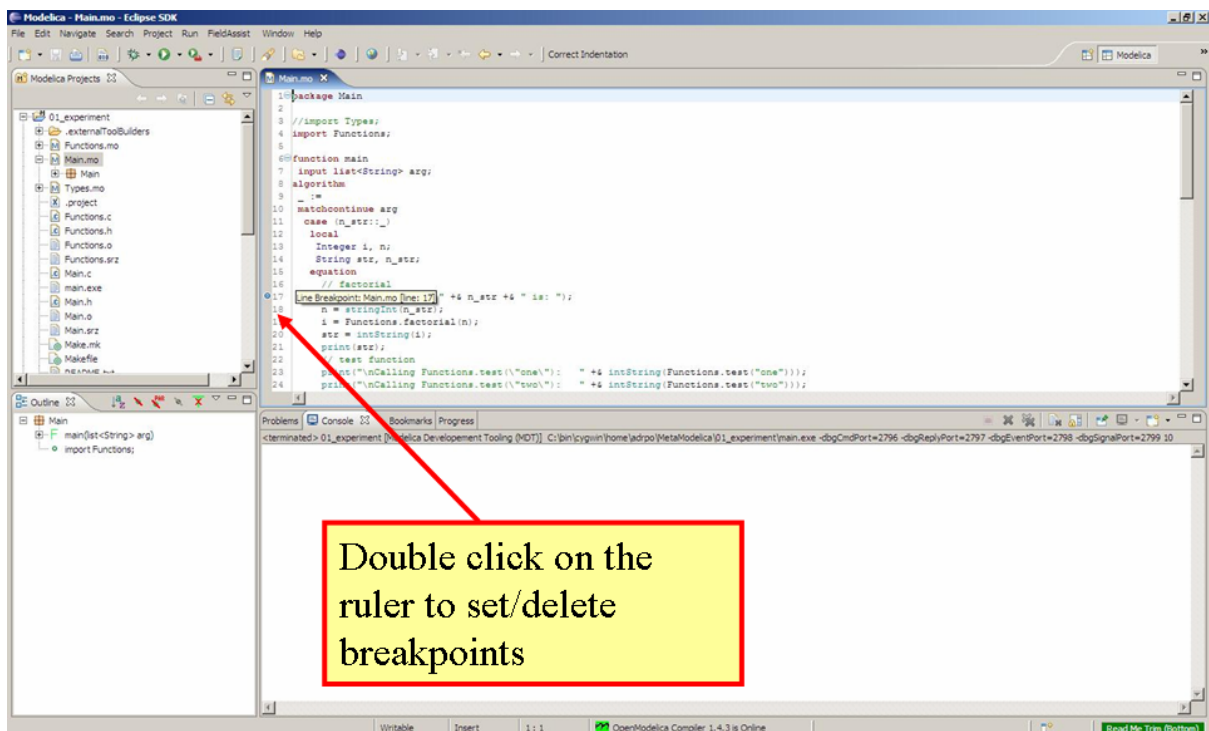 Modelica - Main.mo - Eclipse SDK
File Edit Navigate Search Project Run FieldAssist Window Help
Correct Indentation
Modelica
»
Modelica Projects
01_experiment
.externalToolBuilders
Functions.mo
Main.mo
Main
Types.mo
.project
Functions.c
Functions.h
Functions.o
Functions.srz
Main.c
main.exe
Main.h
Main.o
Main.srz
Make.mk
Makefile
README.txt
Outline
Main
main(list<String> arg)
import Functions;
Main.mo
1 package Main
2
3 //import Types;
4 import Functions;
5
6 function main
7 input list<String> arg;
8 algorithm
9 _ :=
10 matchcontinue arg
11 case (n_str::_)
12 local
13 Integer i, n;
14 String str, n_str;
15 equation
16 // factorial
17 Line Breakpoint: Main.mo [line: 17] " +& n_str +& " is: ");
18 n = stringInt(n_str);
19 i = Functions.factorial(n);
20 str = intString(i);
21 print(str);
22 // test function
23 print("\nCalling Functions.test(\"one\"): " +& intString(Functions.test("one")));
24 print("\nCalling Functions.test(\"two\"): " +& intString(Functions.test("two")));
Problems Console Bookmarks Progress
<terminated> 01_experiment [Modelica Developement Tooling (MDT)] C:\bin\cygwin\home\adrpo\MetaModelica\01_experiment\main.exe -dbgCmdPort=2796 -dbgReplyPort=2797 -dbgEventPort=2798 -dbgSignalPort=2799 10
Double click on the
ruler to set/delete
breakpoints
Writable Insert 1 : 1 OpenModelica Compiler 1.4.3 is Online Read Me Trim (Bottom)